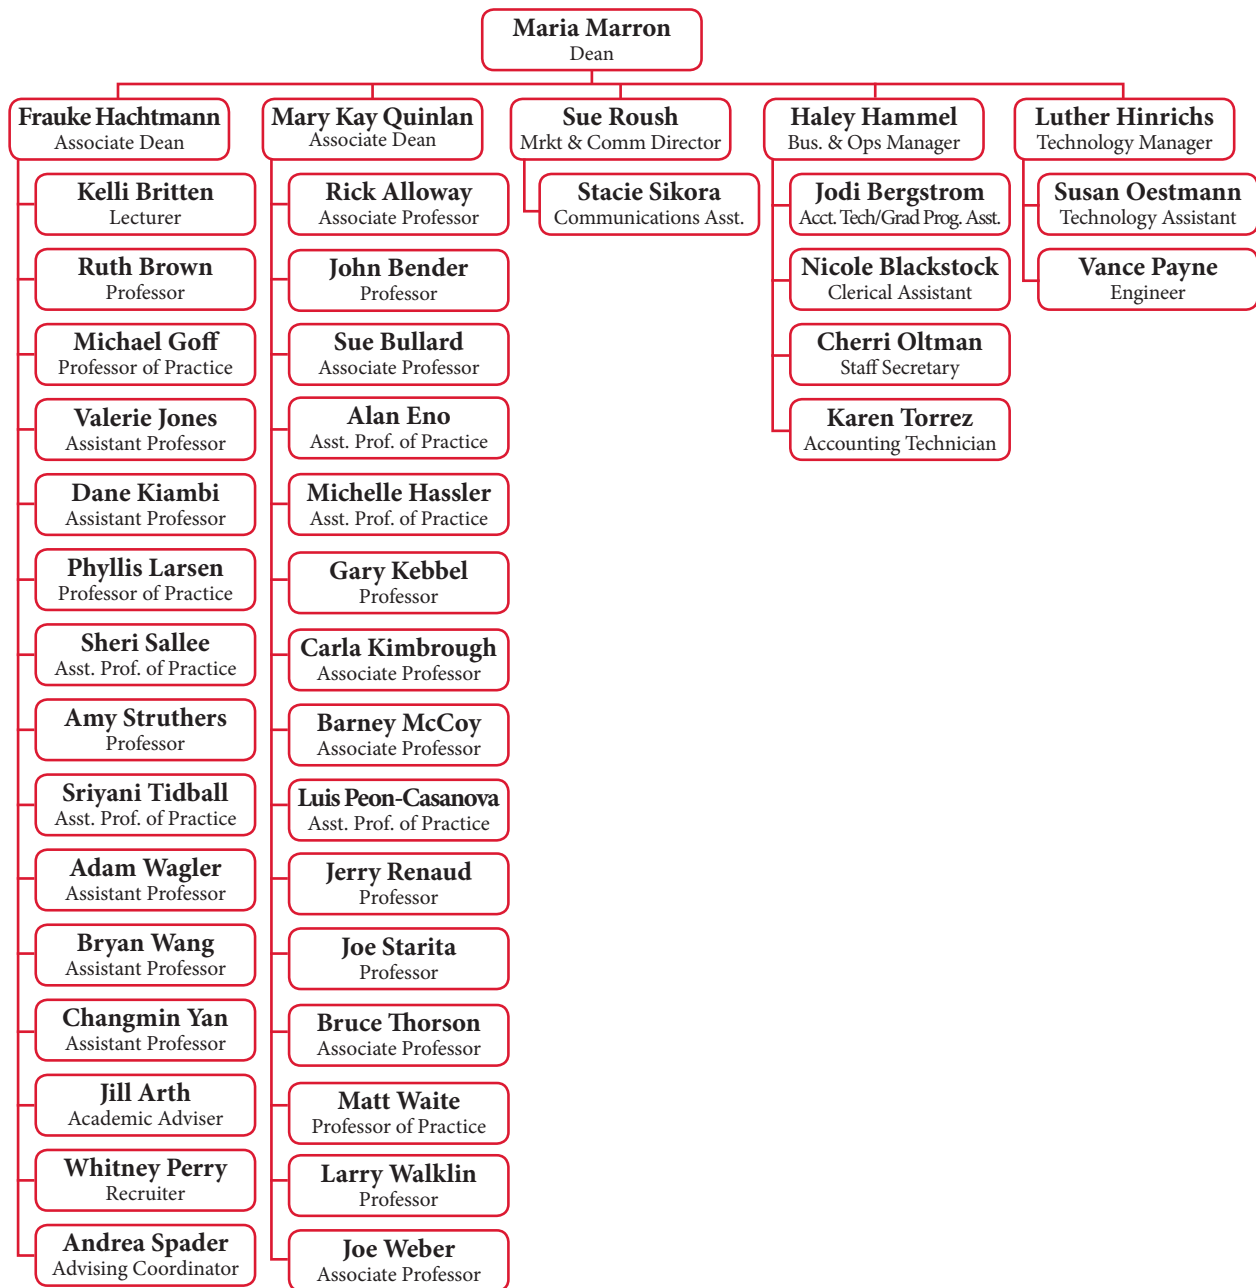 Maria Marron
Dean
Frauke Hachtmann
Associate Dean
Kelli Britten
Lecturer
Ruth Brown
Professor
Michael Goff
Professor of Practice
Valerie Jones
Assistant Professor
Dane Kiambi
Assistant Professor
Phyllis Larsen
Professor of Practice
Sheri Sallee
Asst. Prof. of Practice
Amy Struthers
Professor
Sriyani Tidball
Asst. Prof. of Practice
Adam Wagler
Assistant Professor
Bryan Wang
Assistant Professor
Changmin Yan
Assistant Professor
Jill Arth
Academic Adviser
Whitney Perry
Recruiter
Andrea Spader
Advising Coordinator
Mary Kay Quinlan
Associate Dean
Rick Alloway
Associate Professor
John Bender
Professor
Sue Bullard
Associate Professor
Alan Eno
Asst. Prof. of Practice
Michelle Hassler
Asst. Prof. of Practice
Gary Kebbel
Professor
Carla Kimbrough
Associate Professor
Barney McCoy
Associate Professor
Luis Peon-Casanova
Asst. Prof. of Practice
Jerry Renaud
Professor
Joe Starita
Professor
Bruce Thorson
Associate Professor
Matt Waite
Professor of Practice
Larry Walklin
Professor
Joe Weber
Associate Professor
Sue Roush
Mrkt & Comm Director
Stacie Sikora
Communications Asst.
Haley Hammel
Bus. & Ops Manager
Jodi Bergstrom
Acct. Tech/Grad Prog. Asst.
Nicole Blackstock
Clerical Assistant
Cherri Oltman
Staff Secretary
Karen Torrez
Accounting Technician
Luther Hinrichs
Technology Manager
Susan Oestmann
Technology Assistant
Vance Payne
Engineer